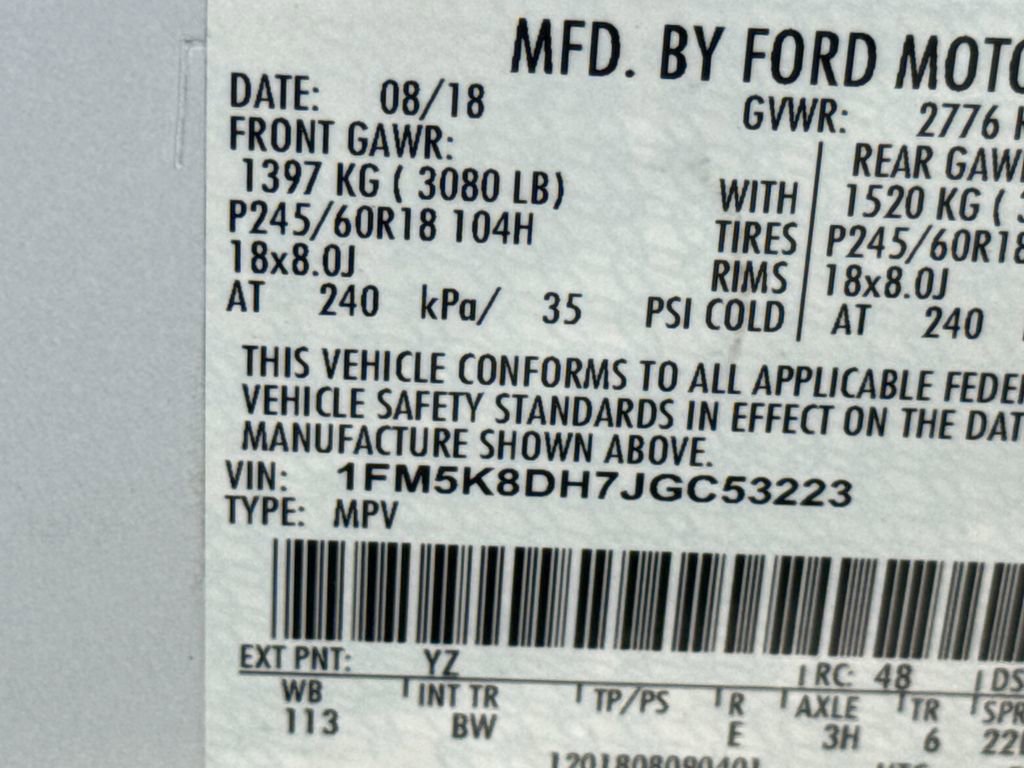 MFD. BY FORD MOTO
DATE: 08/18 GVWR: 2776 K
FRONT GAWR: REAR GAWR
1397 KG ( 3080 LB) WITH 1520 KG ( 3
P245/60R18 104H TIRES P245/60R18
18x8.0J RIMS 18x8.0J
AT 240 kPa/ 35 PSI COLD AT 240
THIS VEHICLE CONFORMS TO ALL APPLICABLE FEDER
VEHICLE SAFETY STANDARDS IN EFFECT ON THE DAT
MANUFACTURE SHOWN ABOVE.
VIN: 1FM5K8DH7JGC53223
TYPE: MPV
EXT PNT: YZ RC: 48 DS
WB INT TR TP/PS R AXLE TR SPR
113 BW E 3H 6 22